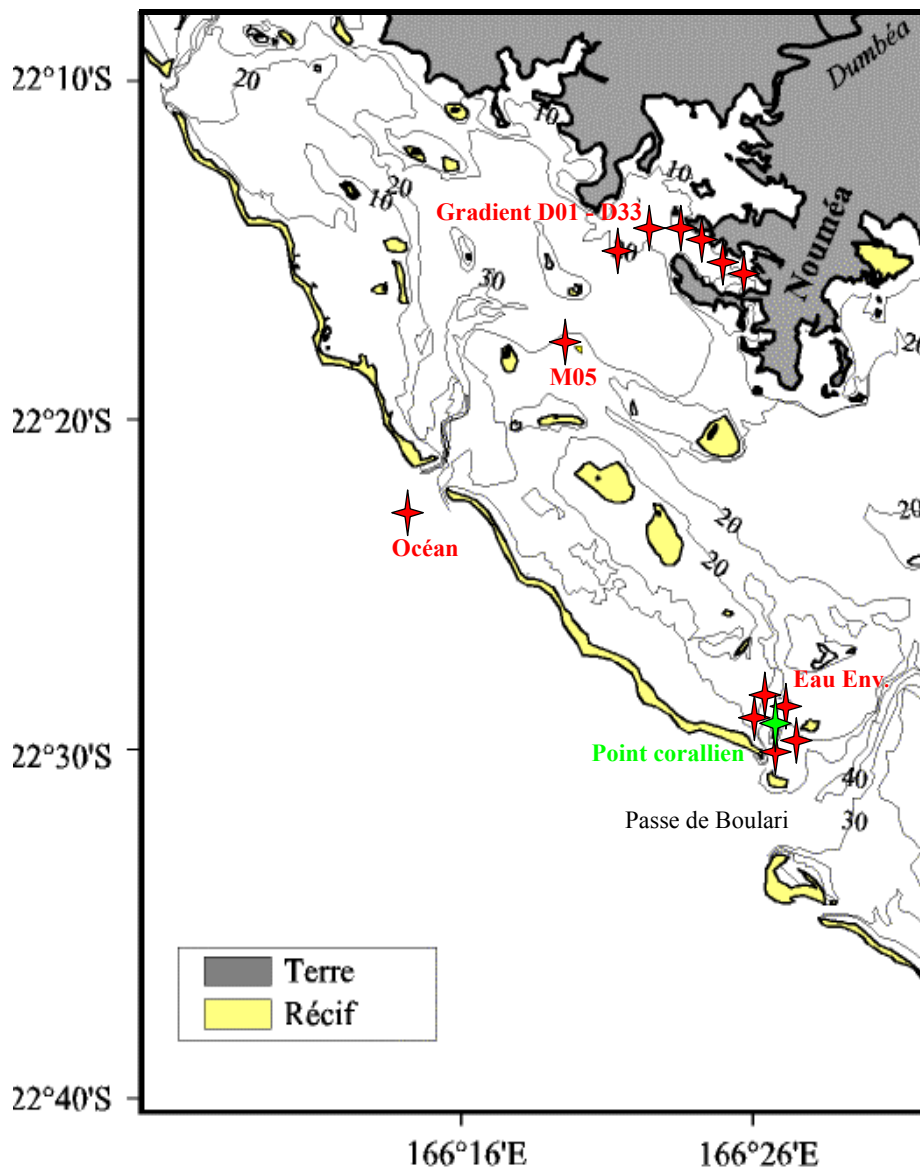 Dumbéa
22°10'S
20
10
10
20
10
Gradient D01 - D33
Nouméa
30
20
M05
22°20'S
20
20
20
Océan
Eau Env.
Point corallien
22°30'S
40
30
Passe de Boulari
Terre
Récif
22°40'S
166°16'E
166°26'E